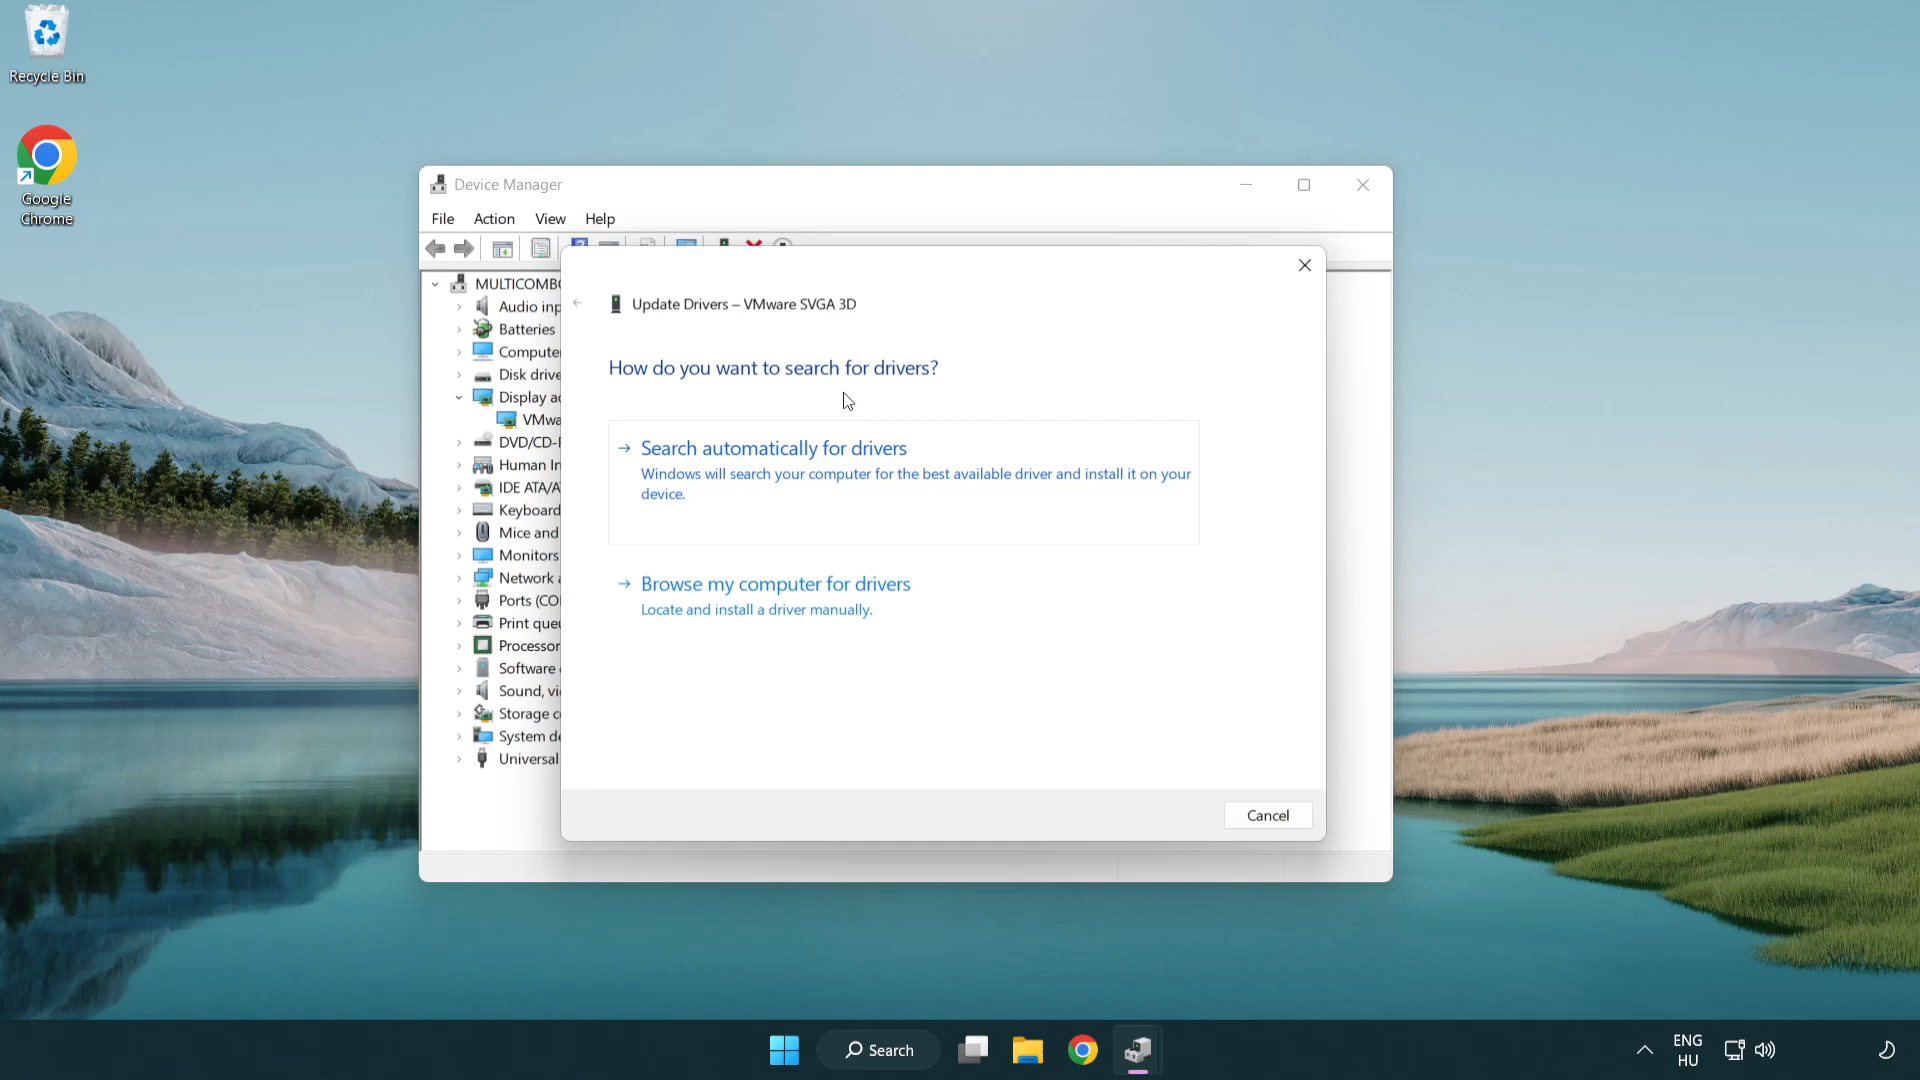 Recycle Bin
Google
Chrome
Device Manager
File Action View Help
MULTICOMBO
Audio inp
Batteries
Compute
Disk drive
Display a
VMwa
DVD/CD-
Human In
IDE ATA/A
Keyboard
Mice and
Monitors
Network a
Ports (CO
Print que
Processor
Software
Sound, vi
Storage c
System de
Universal
Update Drivers – VMware SVGA 3D
How do you want to search for drivers?
Search automatically for drivers
Windows will search your computer for the best available driver and install it on your
device.
Browse my computer for drivers
Locate and install a driver manually.
Cancel
Search
ENG
HU